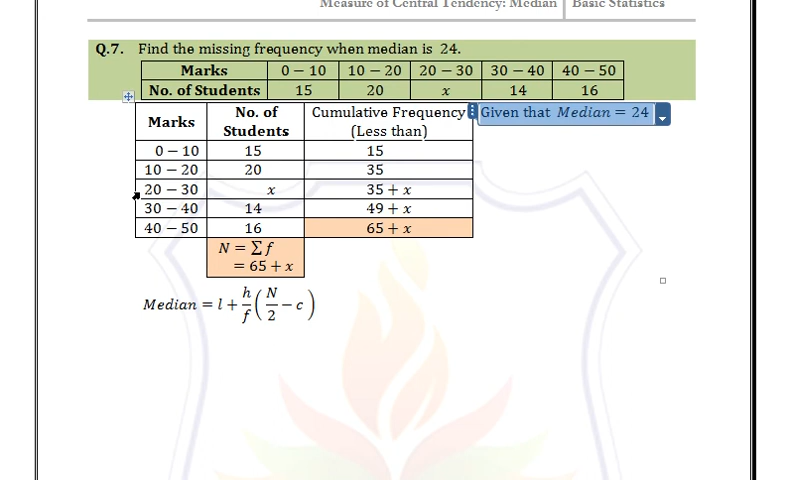 Measure of Central Tendency: Median Basic Statistics
Q.7. Find the missing frequency when median is 24.
Marks 0 – 10 10 – 20 20 – 30 30 – 40 40 – 50
No. of Students 15 20 x 14 16
Marks No. of Students Cumulative Frequency (Less than) Given that Median = 24
0 – 10 15 15
10 – 20 20 35
20 – 30 x 35 + x
30 – 40 14 49 + x
40 – 50 16 65 + x
N = ∑ f
= 65 + x
Median = l + h/f (N/2 − c)